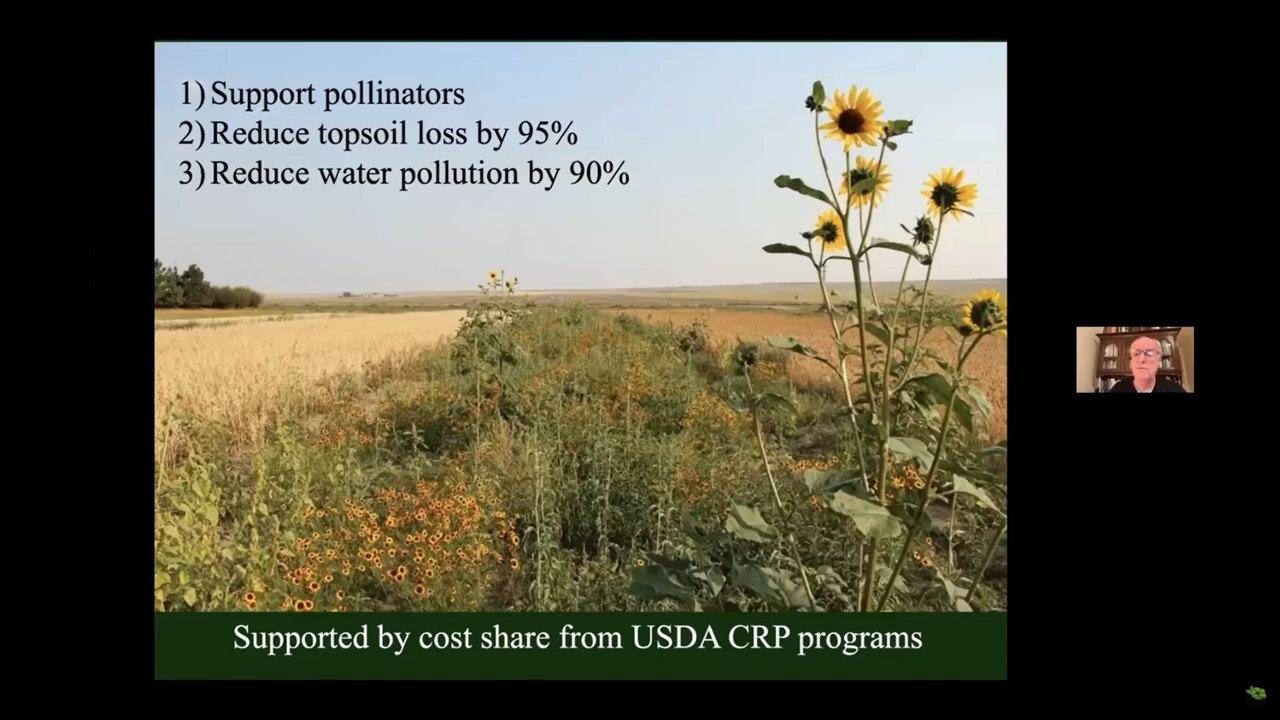 1) Support pollinators
2) Reduce topsoil loss by 95%
3) Reduce water pollution by 90%
Supported by cost share from USDA CRP programs